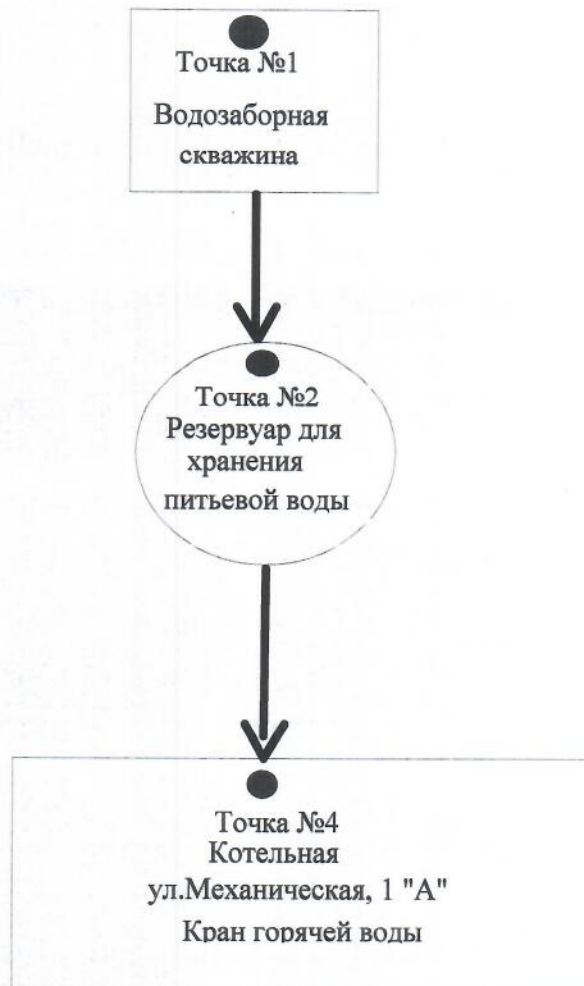 Точка №1
Водозаборная
скважина
Точка №2
Резервуар для
хранения
питьевой воды
Точка №4
Котельная
ул.Механическая, 1 "А"
Кран горячей воды